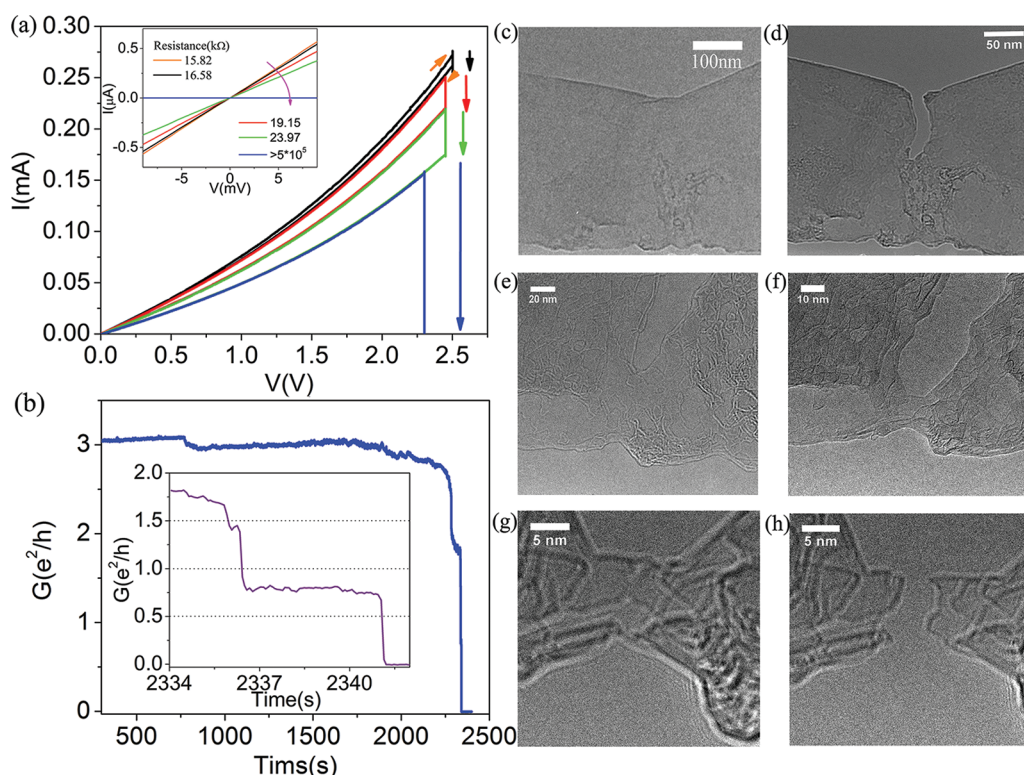 (a)
0.30
0.25
0.20
0.15
0.10
0.05
0.00
I(mA)
0.0 0.5 1.0 1.5 2.0 2.5
V(V)
0.5
0.0
-0.5
I(μA)
-5 0 5
V(mV)
Resistance(kΩ)
15.82
16.58
19.15
23.97
>5*10⁵
(b)
3
2
1
0
G(e²/h)
500 1000 1500 2000 2500
Tims(s)
2.0
1.5
1.0
0.5
0.0
G(e²/h)
2334 2337 2340
Time(s)
(c)
100nm
(d)
50 nm
(e)
20 nm
(f)
10 nm
(g)
5 nm
(h)
5 nm